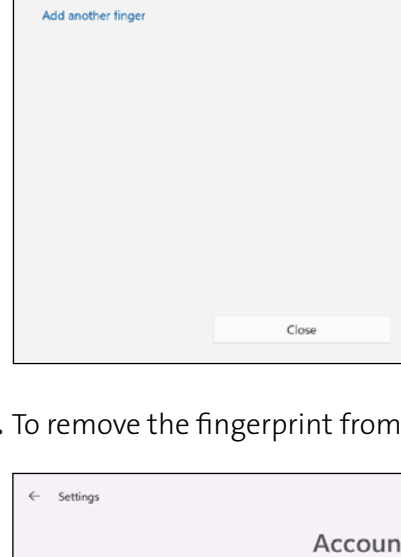 Add another finger
Close
. To remove the fingerprint from
← Settings
Accoun